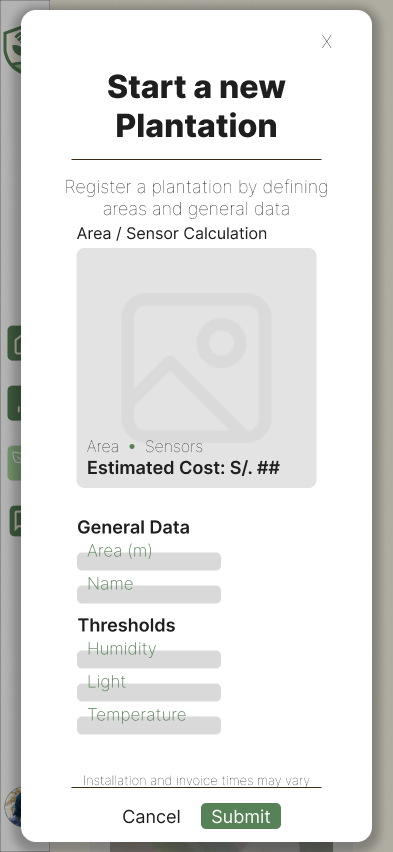 X
Start a new
Plantation
Register a plantation by defining
areas and general data
Area / Sensor Calculation
Area • Sensors
Estimated Cost: S/. ##
General Data
Area (m)
Name
Thresholds
Humidity
Light
Temperature
Installation and invoice times may vary
Cancel Submit